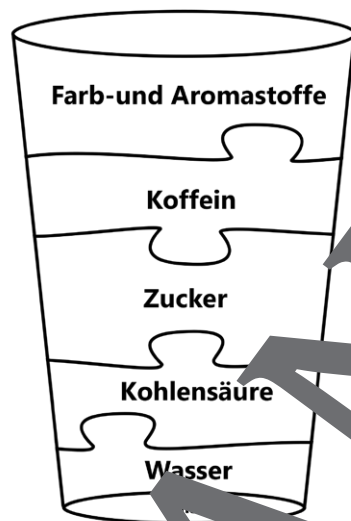 Farb-und Aromastoffe
Koffein
Zucker
Kohlensäure
Wasser